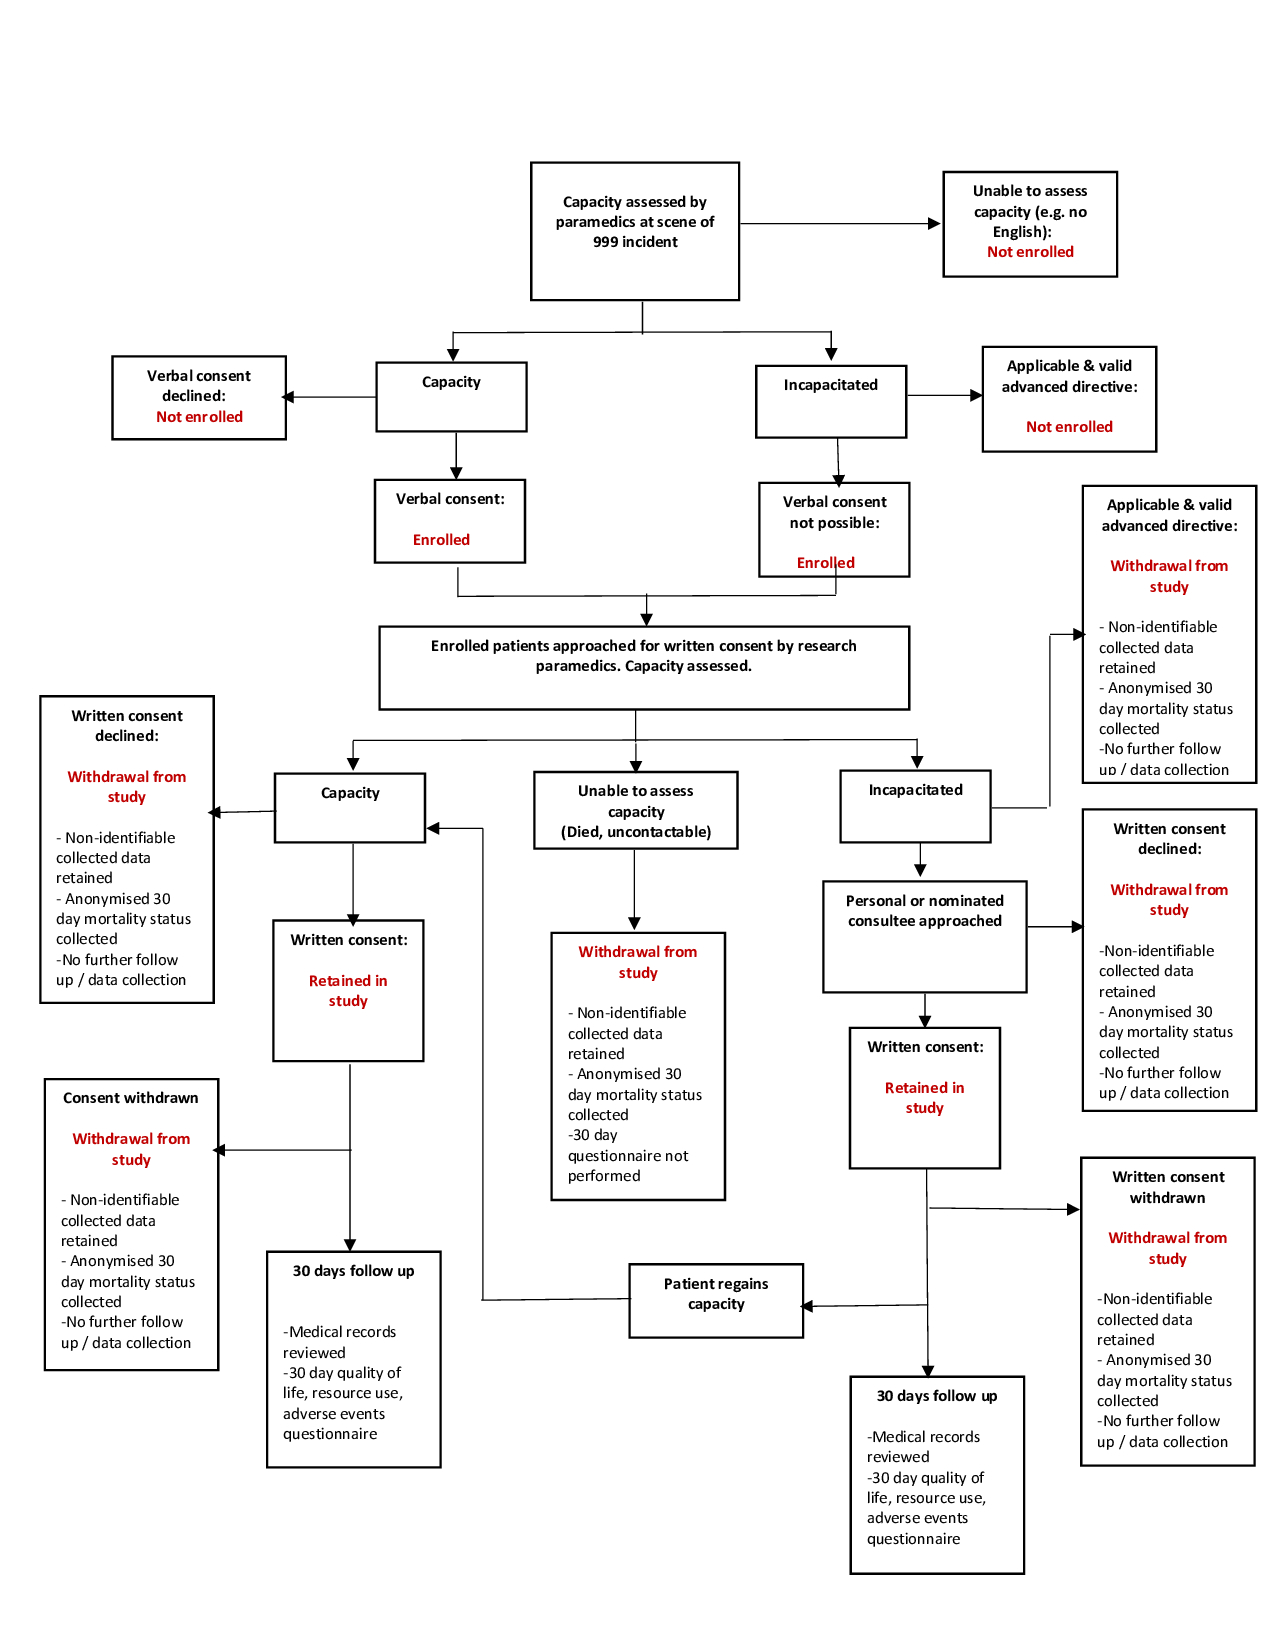 Capacity assessed by
paramedics at scene of
999 incident
Unable to assess
capacity (e.g. no
English):
Not enrolled
Verbal consent
declined:
Not enrolled
Capacity
Incapacitated
Applicable & valid
advanced directive:
Not enrolled
Verbal consent:
Enrolled
Verbal consent
not possible:
Enrolled
Applicable & valid
advanced directive:
Withdrawal from
study
- Non-identifiable
collected data
retained
- Anonymised 30
day mortality status
collected
-No further follow
up / data collection
Enrolled patients approached for written consent by research
paramedics. Capacity assessed.
Written consent
declined:
Withdrawal from
study
- Non-identifiable
collected data
retained
- Anonymised 30
day mortality status
collected
-No further follow
up / data collection
Capacity
Unable to assess
capacity
(Died, uncontactable)
Incapacitated
Written consent
declined:
Withdrawal from
study
-Non-identifiable
collected data
retained
- Anonymised 30
day mortality status
collected
-No further follow
up / data collection
Personal or nominated
consultee approached
Written consent:
Retained in
study
Withdrawal from
study
- Non-identifiable
collected data
retained
- Anonymised 30
day mortality status
collected
-30 day
questionnaire not
performed
Written consent:
Retained in
study
Consent withdrawn
Withdrawal from
study
- Non-identifiable
collected data
retained
- Anonymised 30
day mortality status
collected
-No further follow
up / data collection
Written consent
withdrawn
Withdrawal from
study
-Non-identifiable
collected data
retained
- Anonymised 30
day mortality status
collected
-No further follow
up / data collection
30 days follow up
-Medical records
reviewed
-30 day quality of
life, resource use,
adverse events
questionnaire
Patient regains
capacity
30 days follow up
-Medical records
reviewed
-30 day quality of
life, resource use,
adverse events
questionnaire